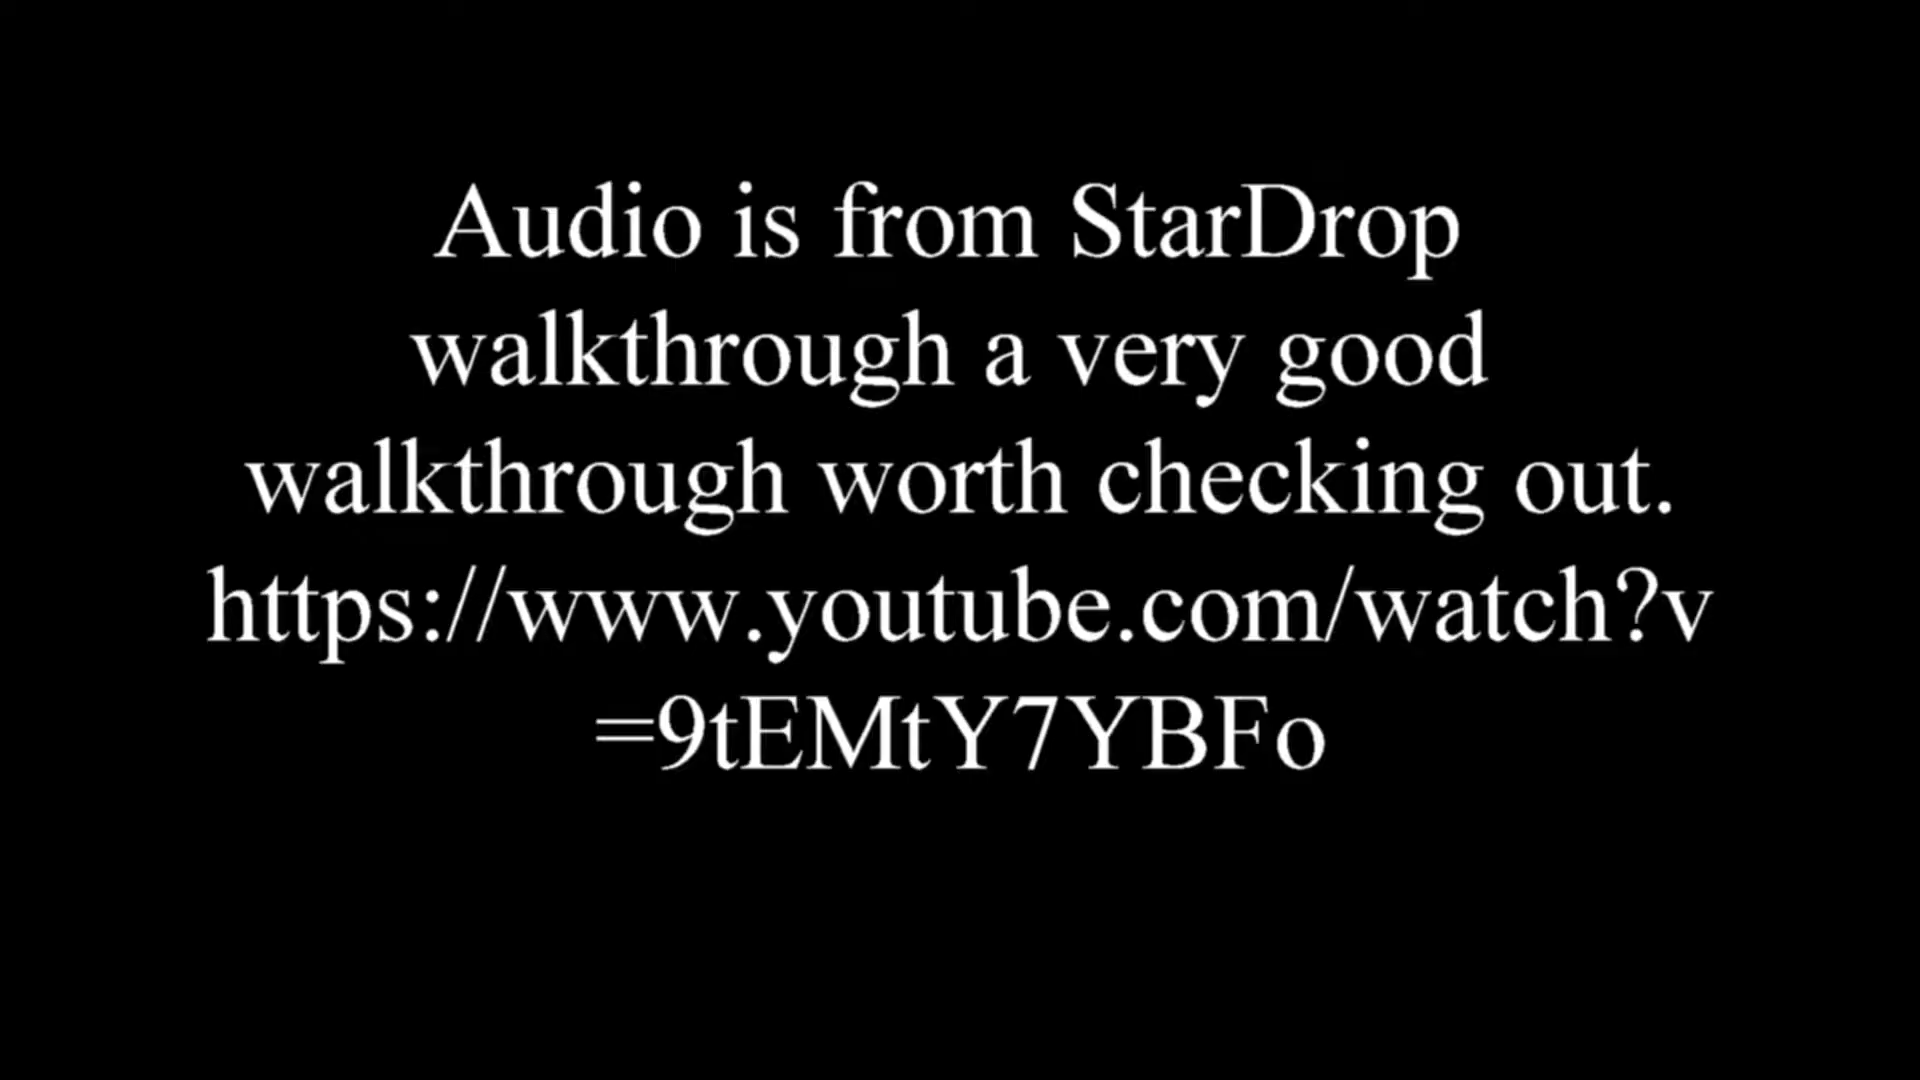 Audio is from StarDrop
walkthrough a very good
walkthrough worth checking out.
https://www.youtube.com/watch?v
=9tEMtY7YBFo